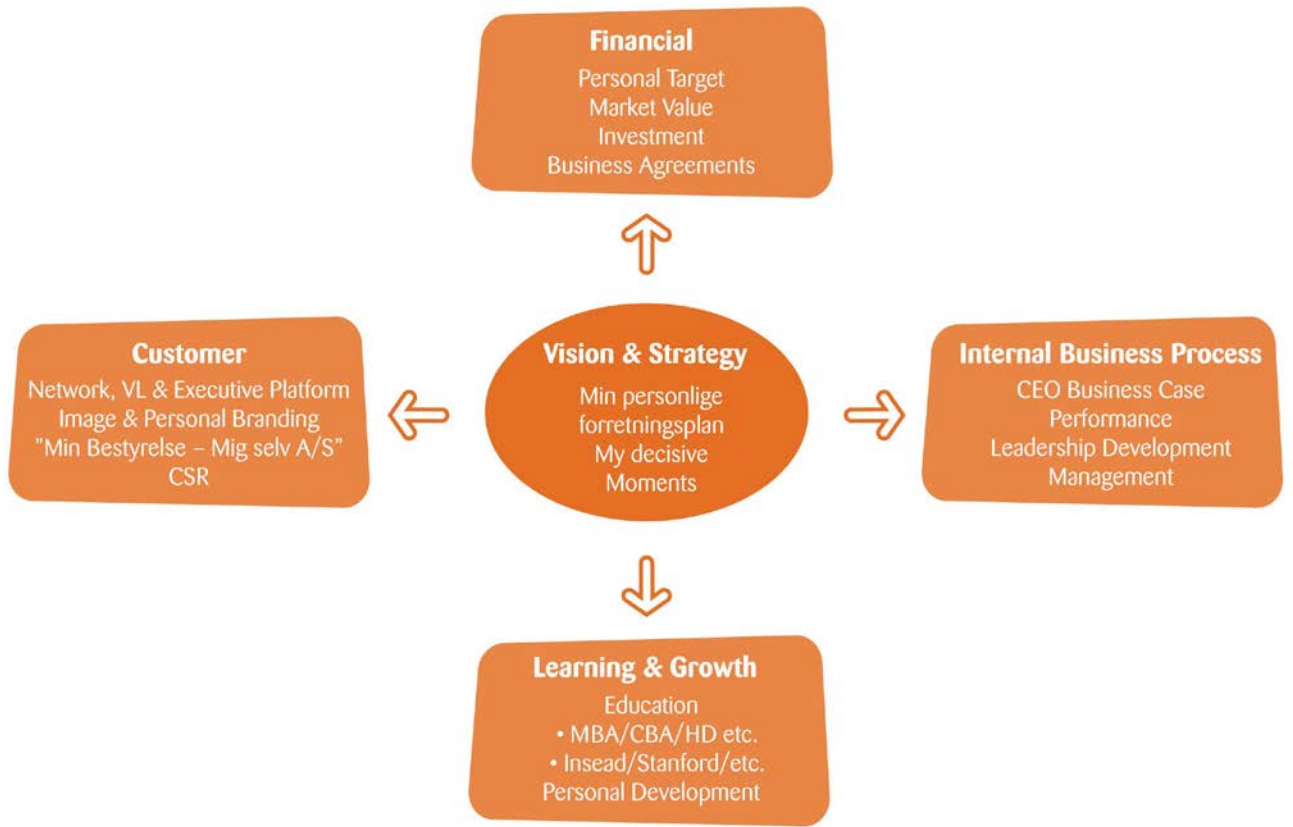 Financial
Personal Target
Market Value
Investment
Business Agreements
Customer
Network, VL & Executive Platform
Image & Personal Branding
"Min Bestyrelse – Mig selv A/S"
CSR
Vision & Strategy
Min personlige
forretningsplan
My decisive
Moments
Internal Business Process
CEO Business Case
Performance
Leadership Development
Management
Learning & Growth
Education
• MBA/CBA/HD etc.
• Insead/Stanford/etc.
Personal Development